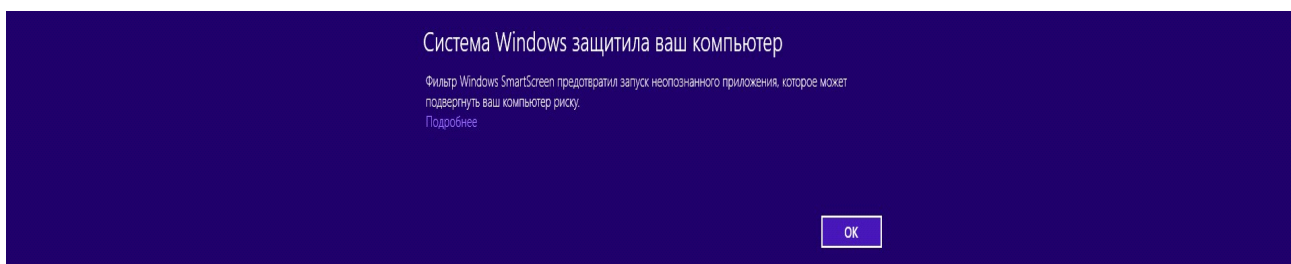 Система Windows защитила ваш компьютер
Фильтр Windows SmartScreen предотвратил запуск неопознанного приложения, которое может
подвергнуть ваш компьютер риску.
Подробнее
ОК